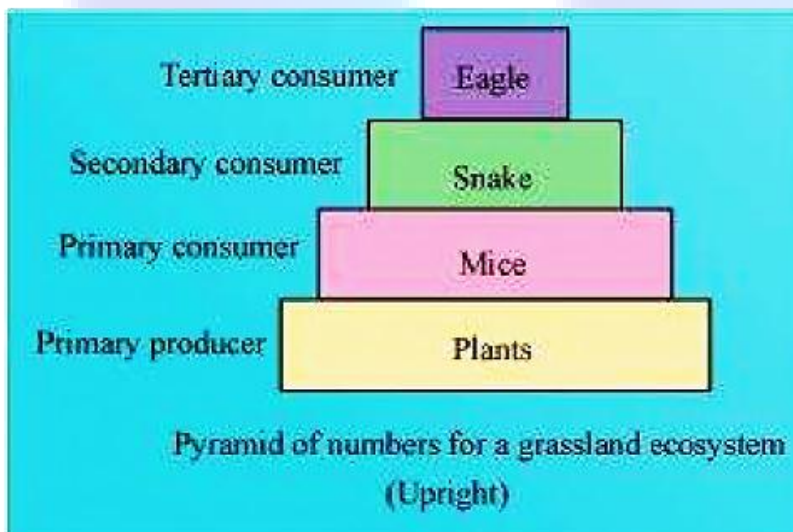 Tertiary consumer Eagle
Secondary consumer Snake
Primary consumer Mice
Primary producer Plants
Pyramid of numbers for a grassland ecosystem
(Upright)